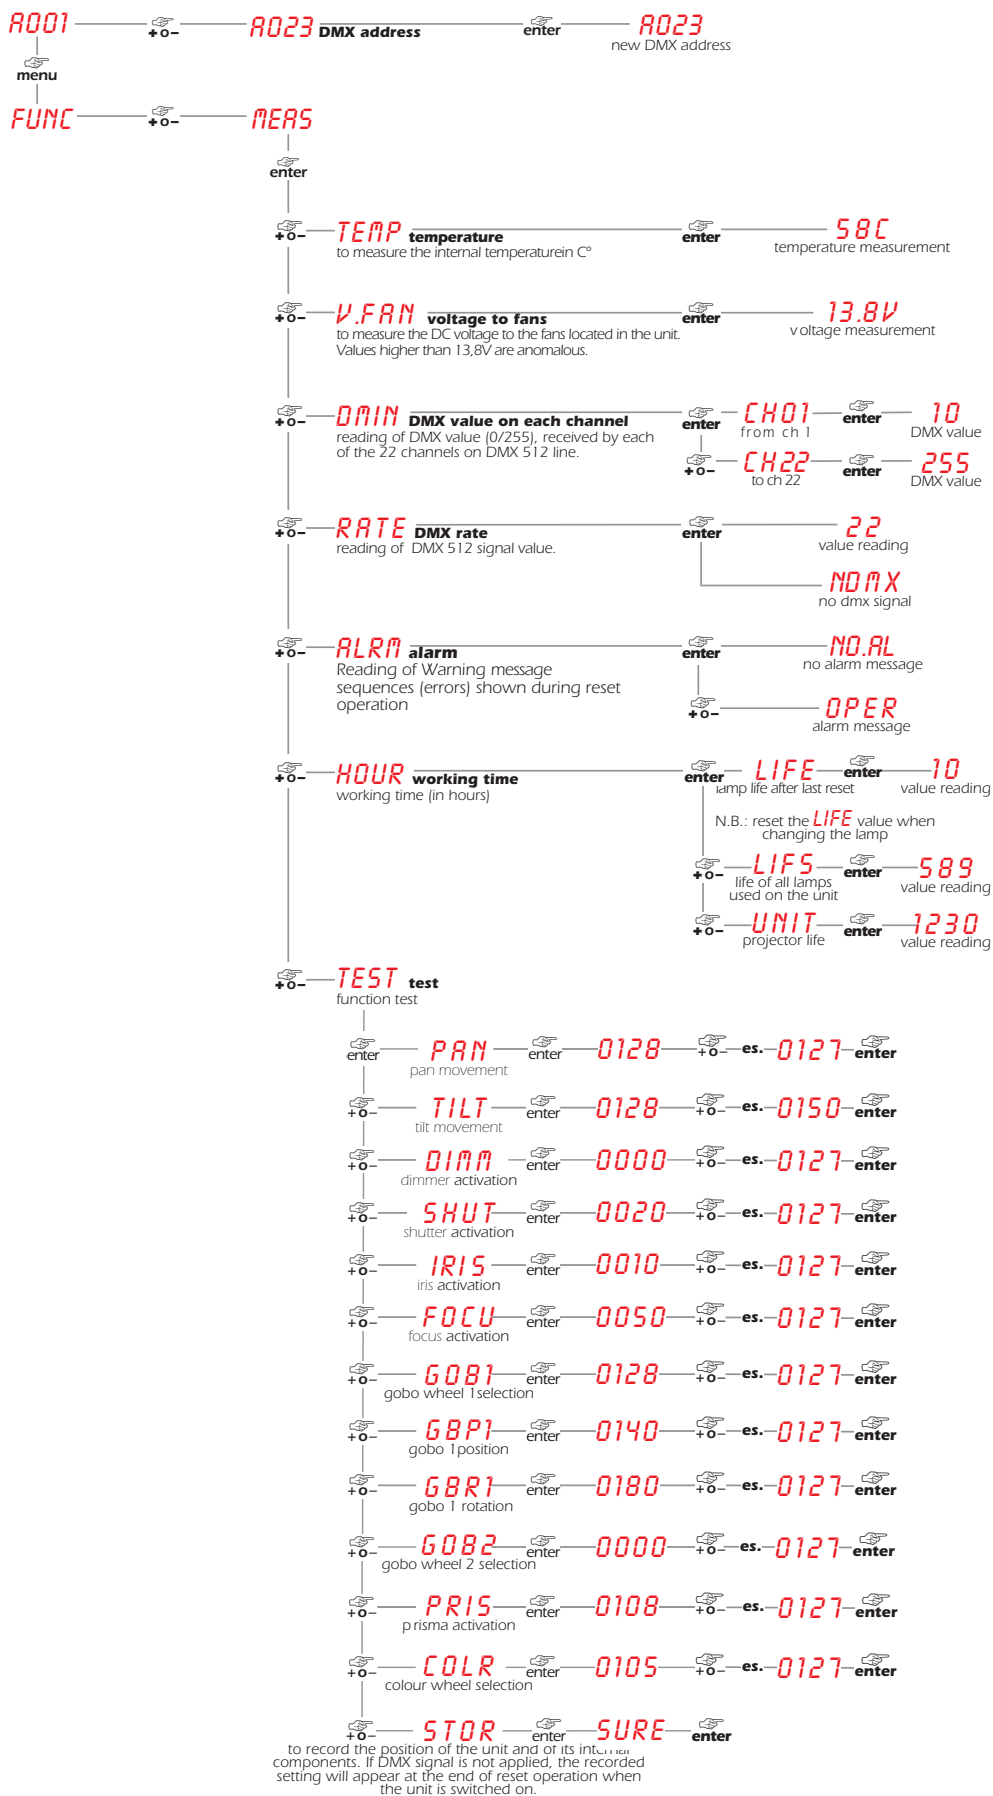 A001 + o – A023 DMX address enter A023
new DMX address
menu
FUNC + o – MEAS
enter
+ o – TEMP temperature enter 58C
to measure the internal temperaturein C° temperature measurement
+ o – V.FAN voltage to fans enter 13.8V
to measure the DC voltage to the fans located in the unit. voltage measurement
Values higher than 13,8V are anomalous.
+ o – DMIN DMX value on each channel enter CH01 enter 10
reading of DMX value (0/255), received by each from ch 1 DMX value
of the 22 channels on DMX 512 line.
+ o – CH22 enter 255
to ch 22 DMX value
+ o – RATE DMX rate enter 22
reading of DMX 512 signal value. value reading
NDMX
no dmx signal
+ o – ALRM alarm enter NO.AL
Reading of Warning message no alarm message
sequences (errors) shown during reset
operation
+ o – OPER
alarm message
+ o – HOUR working time enter LIFE enter 10
working time (in hours) lamp life after last reset value reading
N.B.: reset the LIFE value when
changing the lamp
+ o – LIFS enter 589
life of all lamps value reading
used on the unit
+ o – UNIT enter 1230
projector life value reading
+ o – TEST test
function test
enter PAN enter 0128 + o – es. 0127 enter
pan movement
+ o – TILT enter 0128 + o – es. 0150 enter
tilt movement
+ o – DIMM enter 0000 + o – es. 0127 enter
dimmer activation
+ o – SHUT enter 0020 + o – es. 0127 enter
shutter activation
+ o – IRIS enter 0010 + o – es. 0127 enter
iris activation
+ o – FOCU enter 0050 + o – es. 0127 enter
focus activation
+ o – GOB1 enter 0128 + o – es. 0127 enter
gobo wheel 1selection
+ o – GBP1 enter 0140 + o – es. 0127 enter
gobo 1position
+ o – GBR1 enter 0180 + o – es. 0127 enter
gobo 1 rotation
+ o – GOB2 enter 0000 + o – es. 0127 enter
gobo wheel 2 selection
+ o – PRIS enter 0108 + o – es. 0127 enter
prisma activation
+ o – COLR enter 0105 + o – es. 0127 enter
colour wheel selection
+ o – STOR enter SURE enter
to record the position of the unit and of its internal
components. If DMX signal is not applied, the recorded
setting will appear at the end of reset operation when
the unit is switched on.